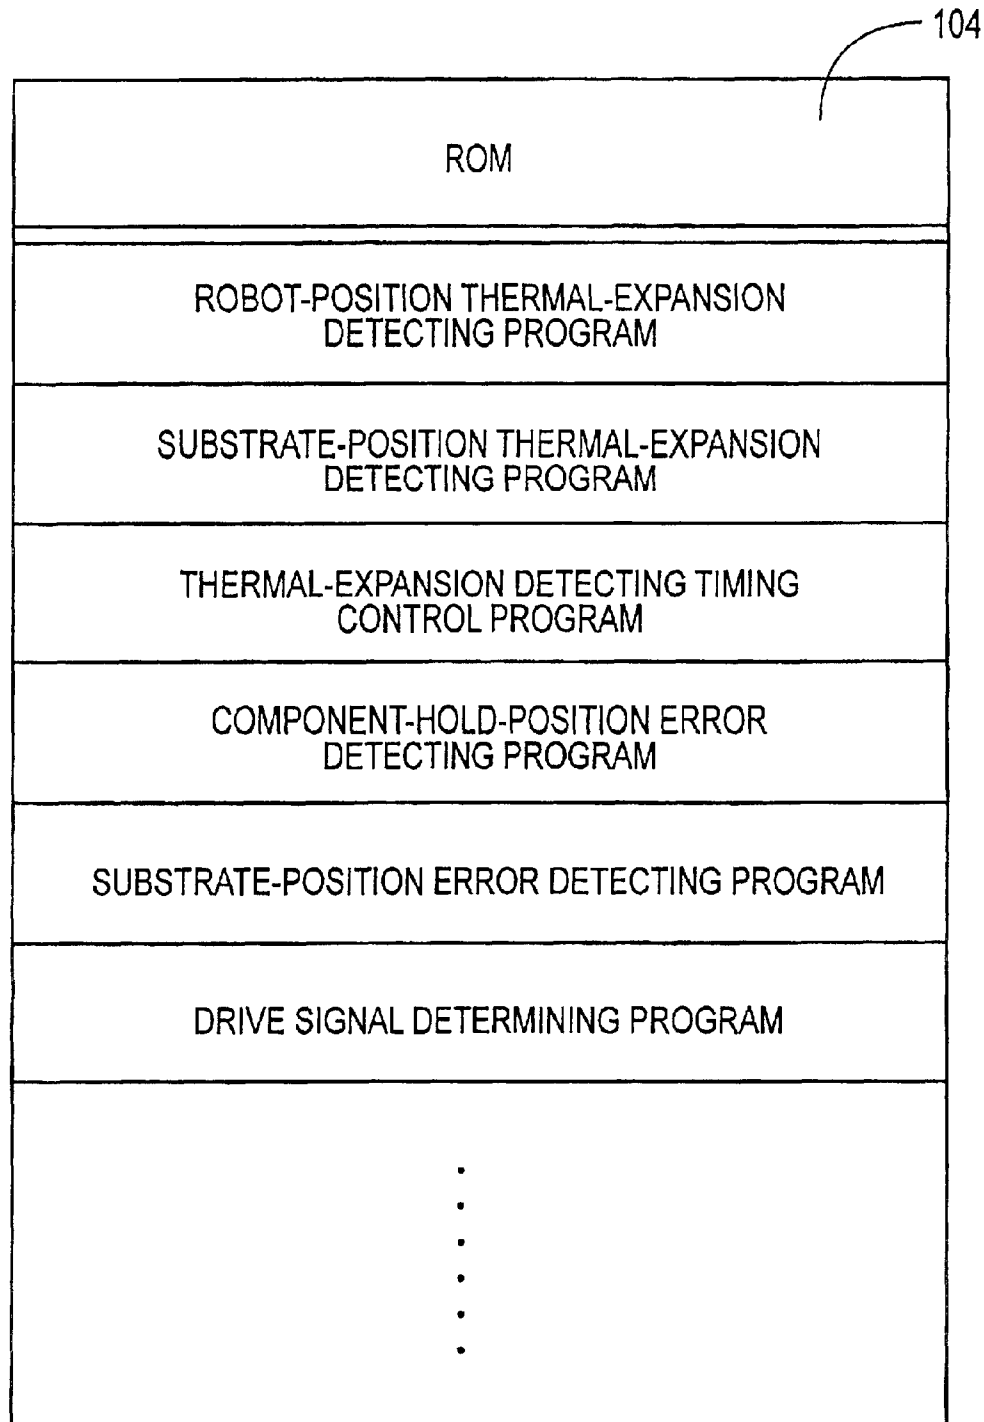 104
ROM
ROBOT-POSITION THERMAL-EXPANSION
DETECTING PROGRAM
SUBSTRATE-POSITION THERMAL-EXPANSION
DETECTING PROGRAM
THERMAL-EXPANSION DETECTING TIMING
CONTROL PROGRAM
COMPONENT-HOLD-POSITION ERROR
DETECTING PROGRAM
SUBSTRATE-POSITION ERROR DETECTING PROGRAM
DRIVE SIGNAL DETERMINING PROGRAM